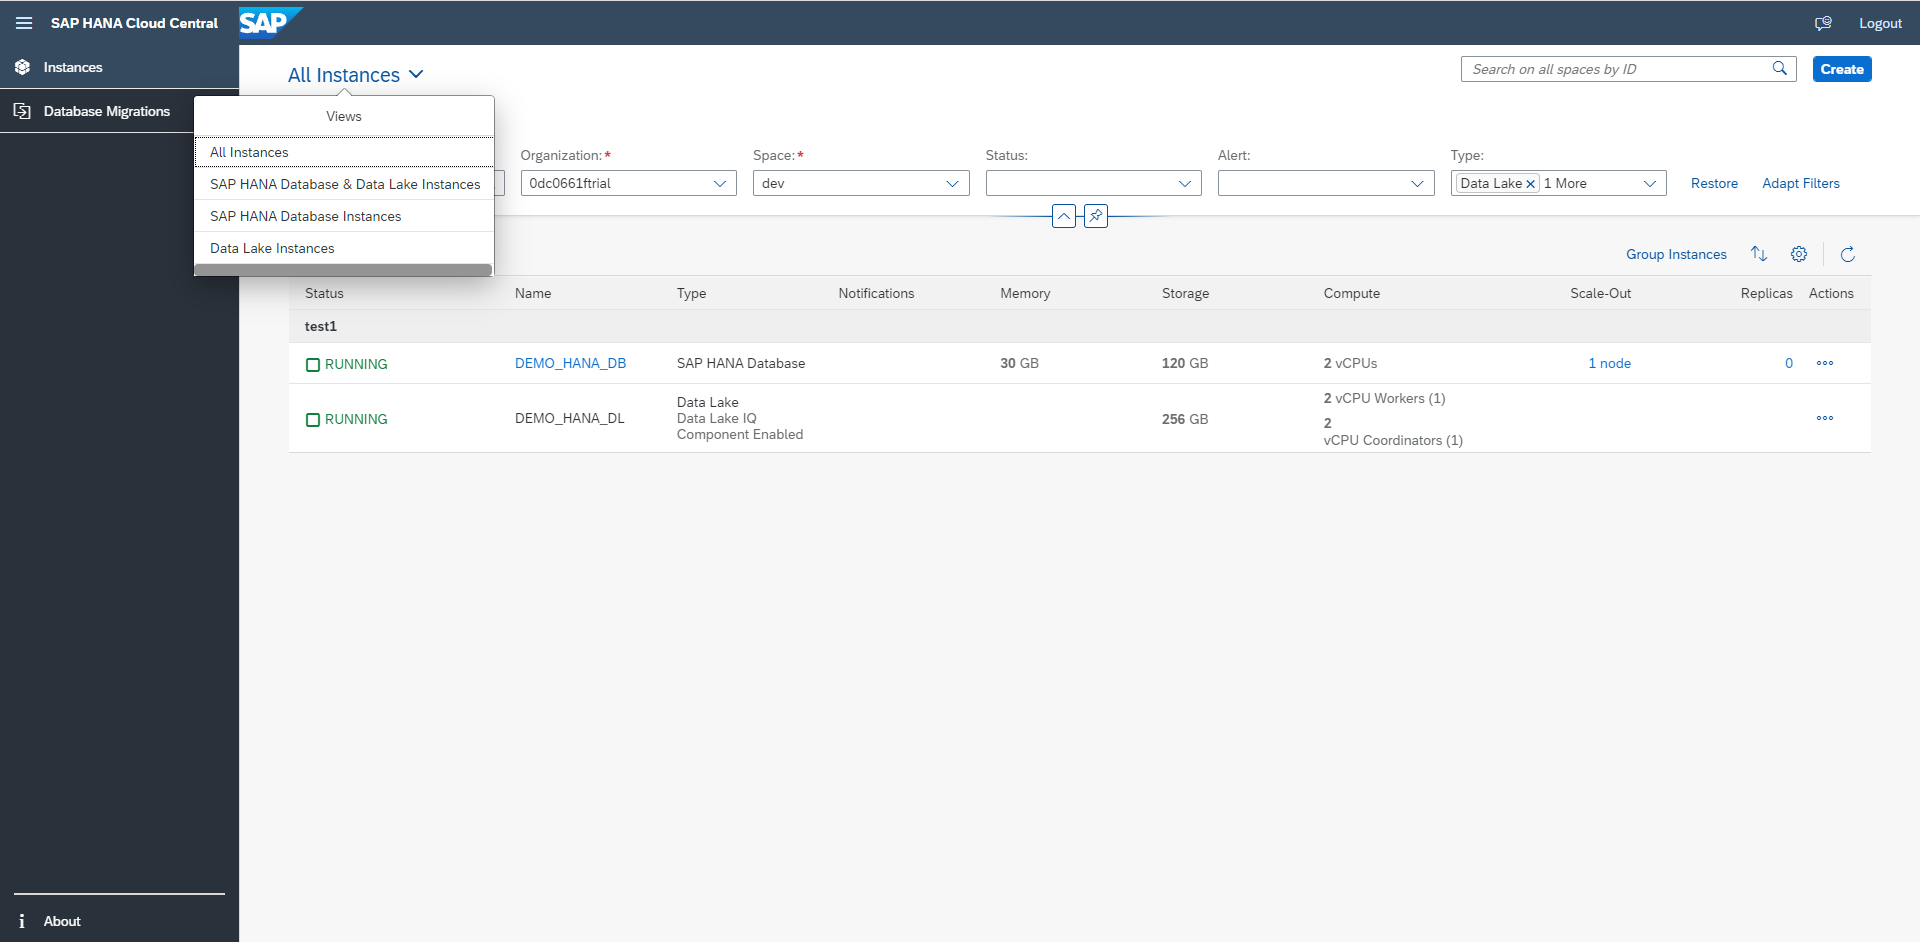 SAP HANA Cloud Central
SAP
Logout
Instances
Database Migrations
About
All Instances
Search on all spaces by ID
Create
Views
All Instances
SAP HANA Database & Data Lake Instances
SAP HANA Database Instances
Data Lake Instances
Organization:*
Space:*
Status:
Alert:
Type:
0dc0661ftrial
dev
Data Lake
1 More
Restore
Adapt Filters
Group Instances
Status
Name
Type
Notifications
Memory
Storage
Compute
Scale-Out
Replicas
Actions
test1
RUNNING
DEMO_HANA_DB
SAP HANA Database
30 GB
120 GB
2 vCPUs
1 node
0
RUNNING
DEMO_HANA_DL
Data Lake
Data Lake IQ
Component Enabled
256 GB
2 vCPU Workers (1)
2
vCPU Coordinators (1)